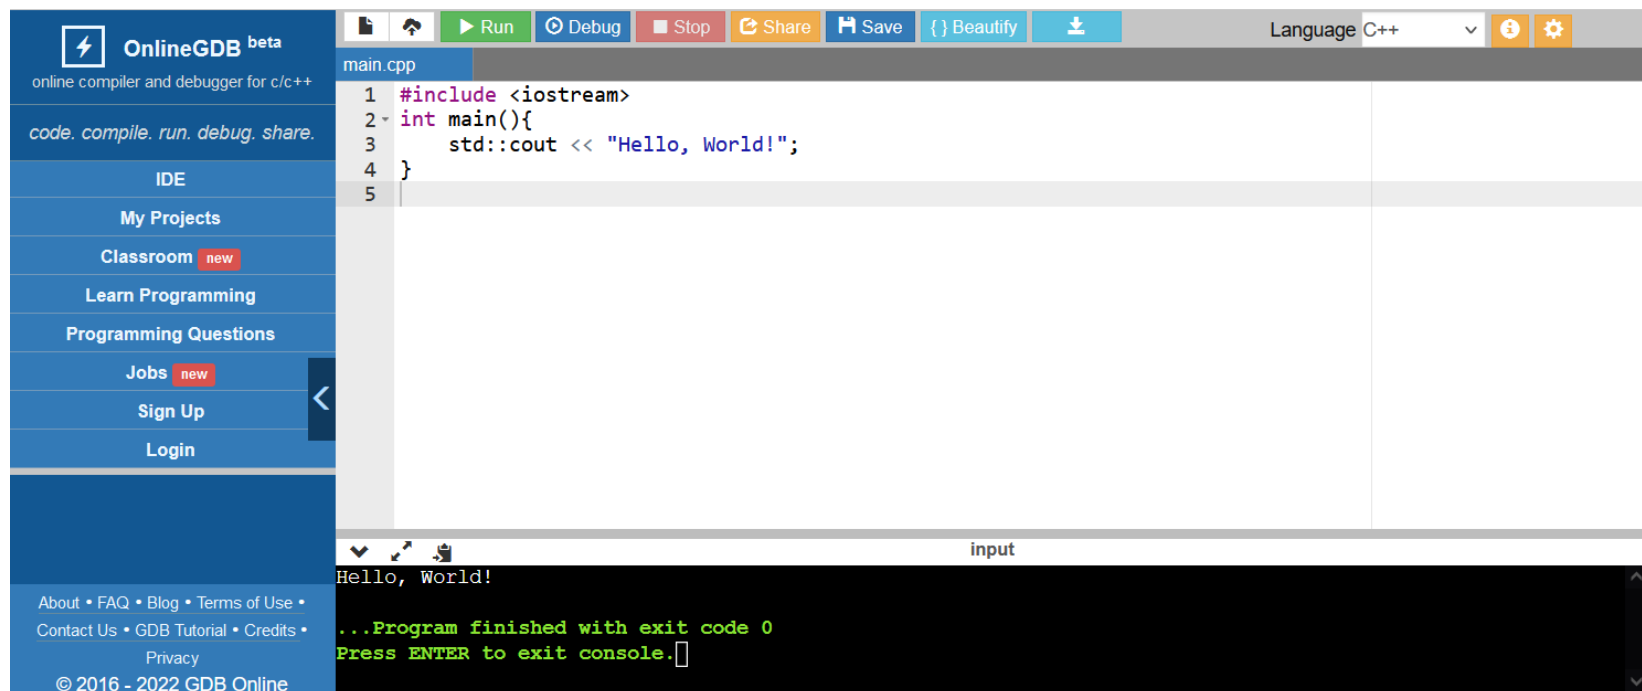 OnlineGDB beta
online compiler and debugger for c/c++
code. compile. run. debug. share.
IDE
My Projects
Classroom new
Learn Programming
Programming Questions
Jobs new
Sign Up
Login
About • FAQ • Blog • Terms of Use •
Contact Us • GDB Tutorial • Credits •
Privacy
© 2016 - 2022 GDB Online
Run Debug Stop Share Save { } Beautify Language C++
main.cpp
1 #include <iostream>
2 int main(){
3     std::cout << "Hello, World!";
4 }
5
input
Hello, World!
...Program finished with exit code 0
Press ENTER to exit console.